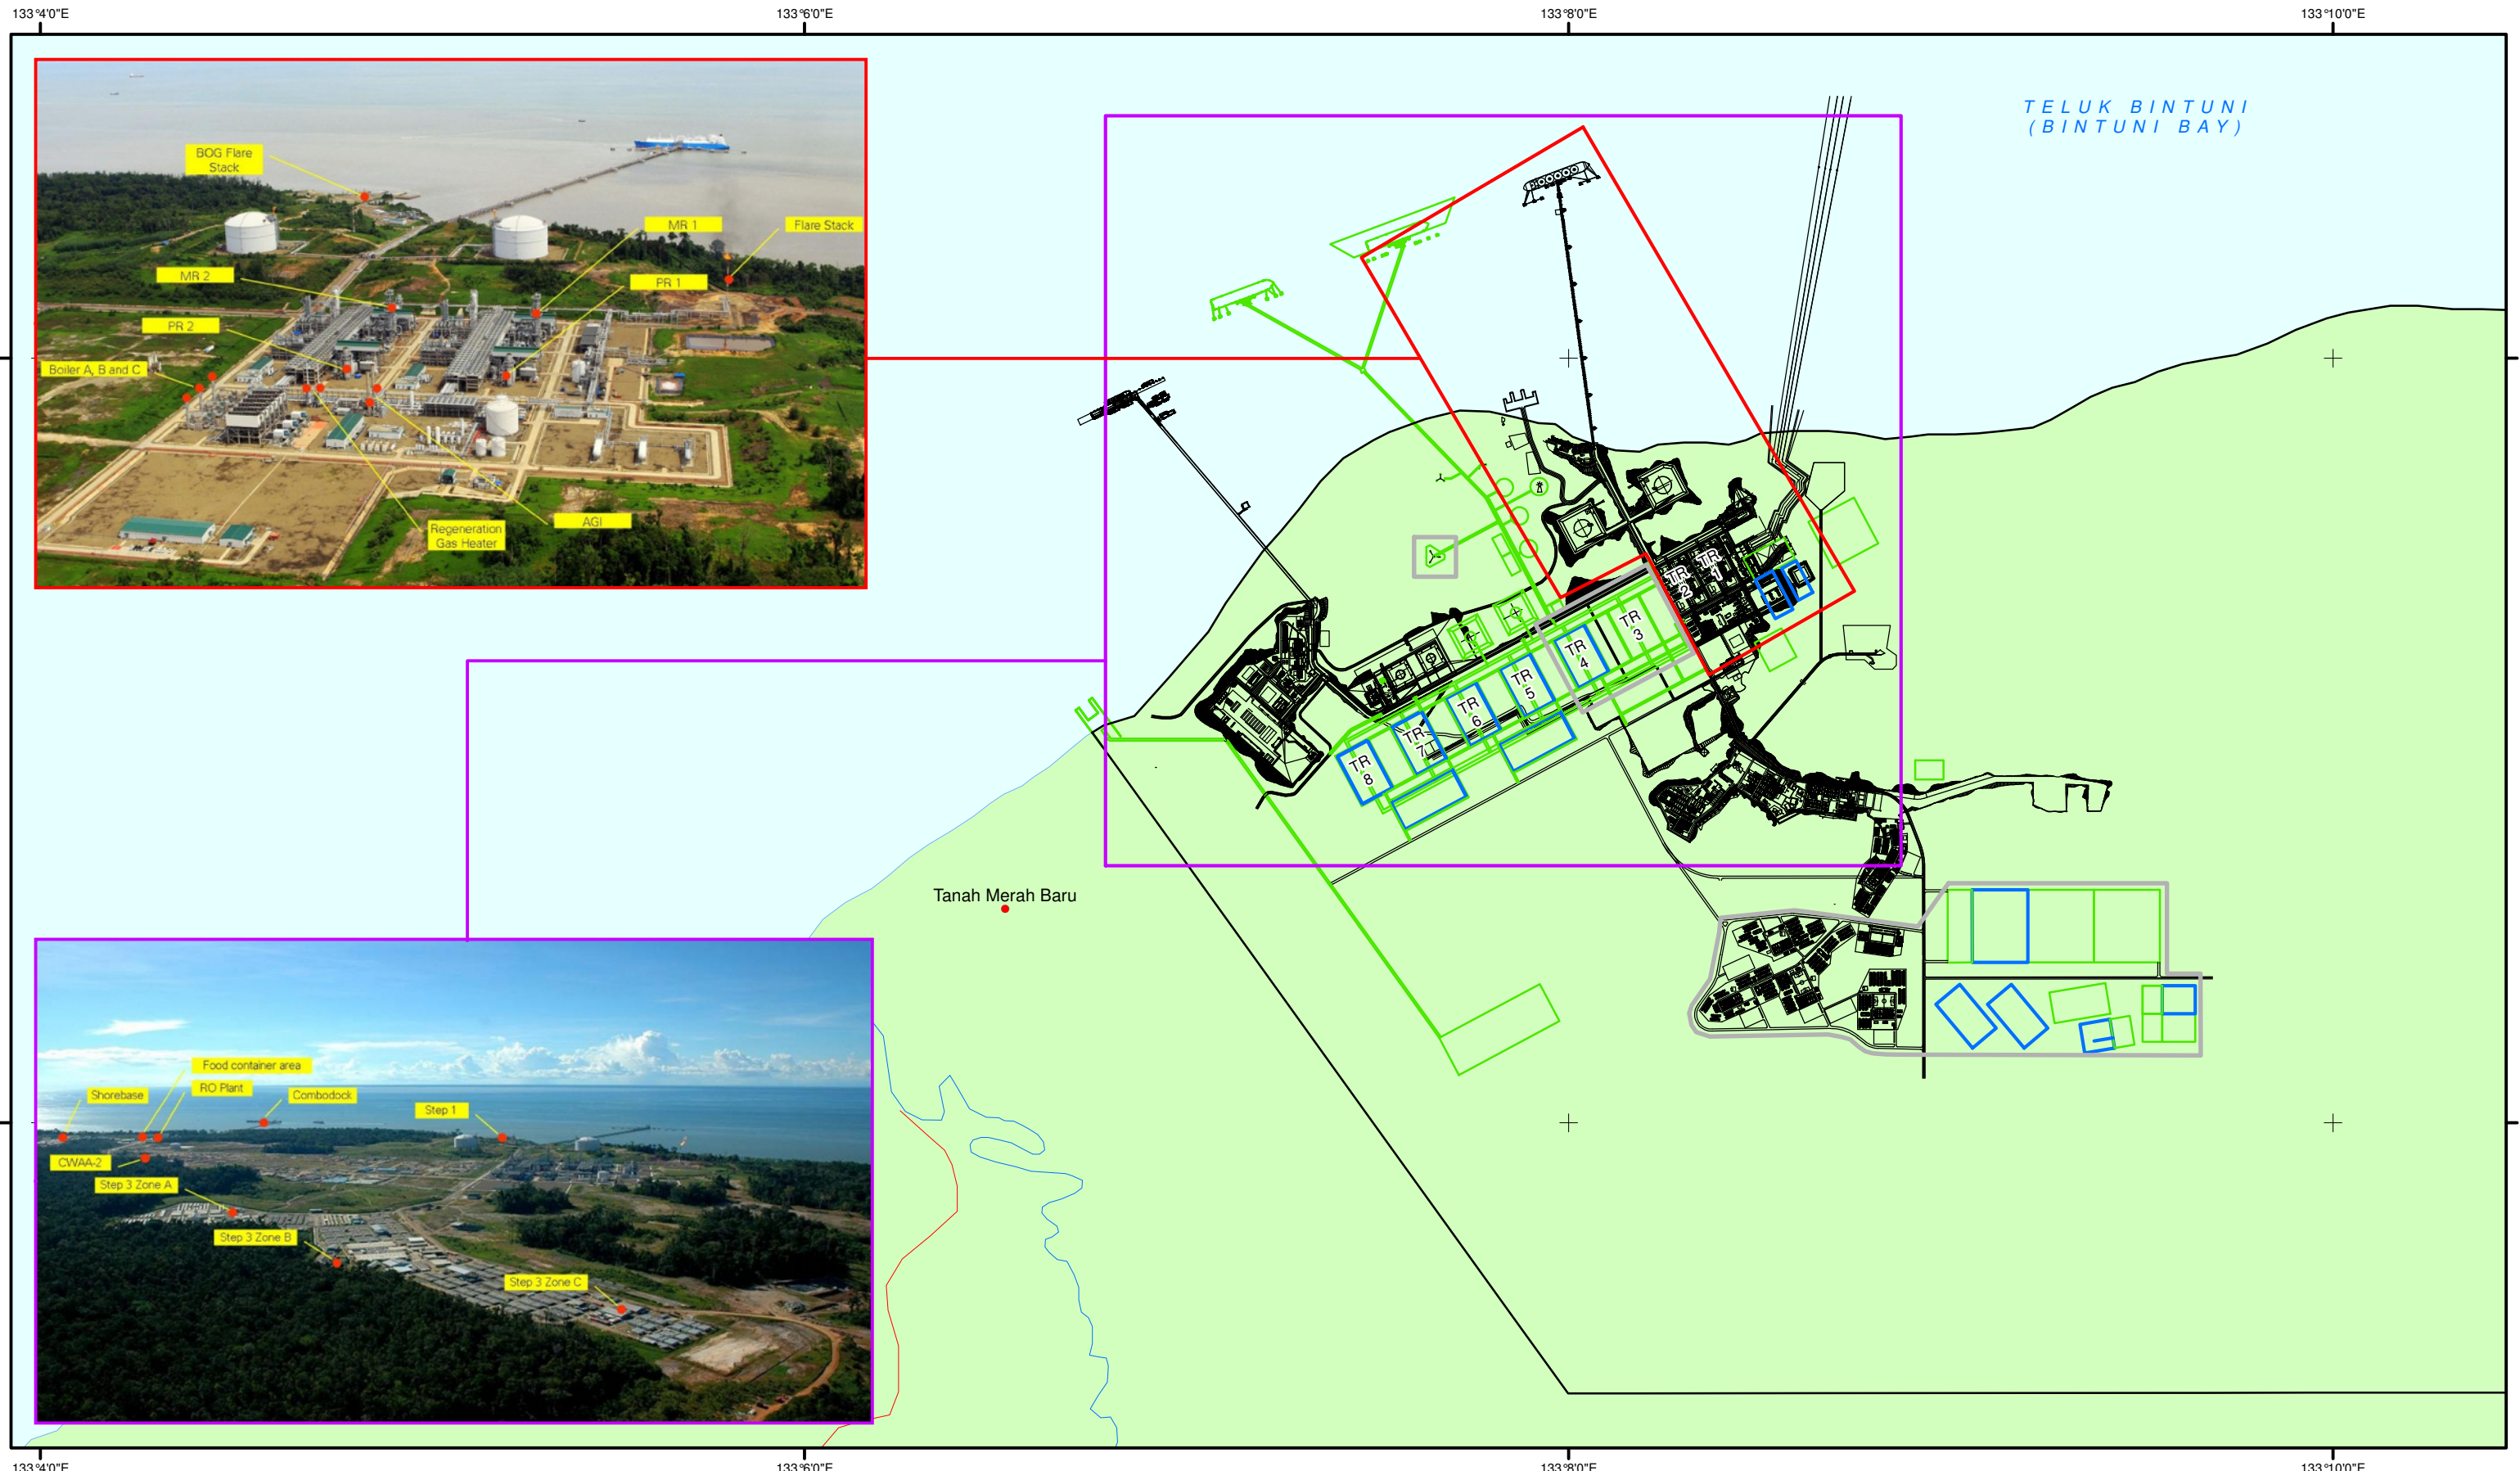 133°4'0"E
133°6'0"E
133°8'0"E
133°10'0"E
TELUK BINTUNI
(BINTUNI BAY)
BOG Flare
Stack
MR 1
Flare Stack
MR 2
PR 1
PR 2
Boiler A, B and C
AGI
Regeneration
Gas Heater
TR
1
TR
2
TR
3
TR
4
TR
5
TR
6
TR
7
TR
8
Tanah Merah Baru
Food container area
RO Plant
Shorebase
Combodock
Step 1
CWAA-2
Step 3 Zone A
Step 3 Zone B
Step 3 Zone C
133°4'0"E
133°6'0"E
133°8'0"E
133°10'0"E